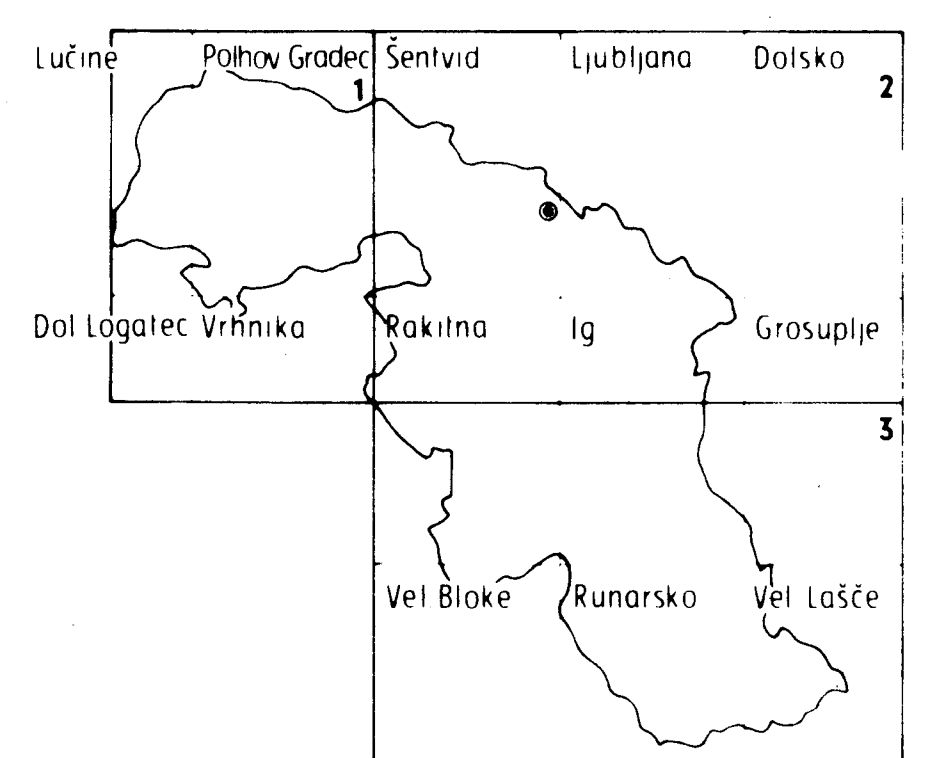 Lučine Polhov Gradec Šentvid Ljubljana Dolsko
1 2
Dol Logatec Vrhnika Rakitna Ig Grosuplje
3
Vel Bloke Runarsko Vel Lašče